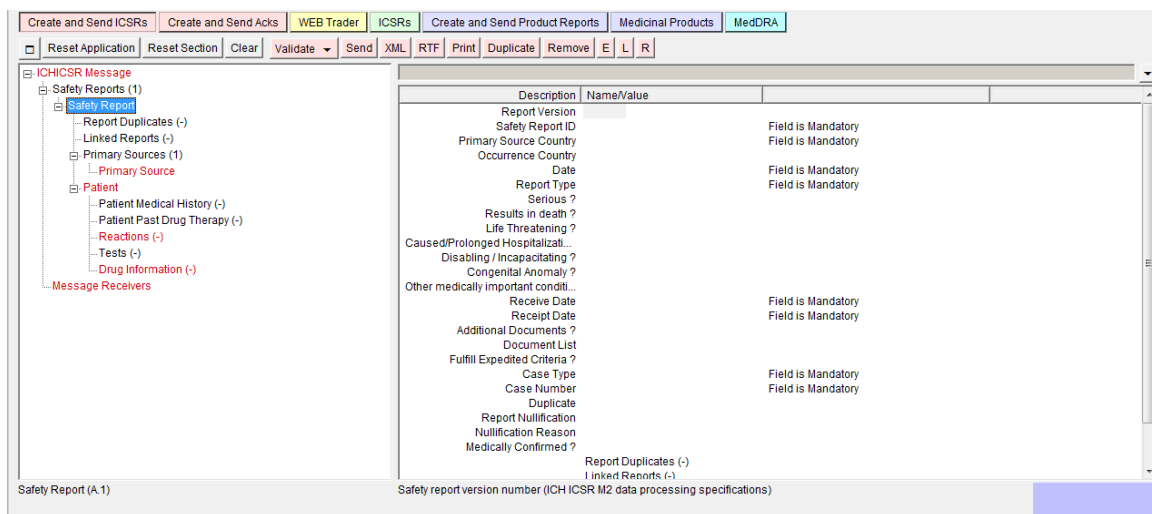 Create and Send ICSRs Create and Send Acks WEB Trader ICSRs Create and Send Product Reports Medicinal Products MedDRA
Reset Application Reset Section Clear Validate Send XML RTF Print Duplicate Remove E L R
ICHICSR Message
Safety Reports (1)
Safety Report
Report Duplicates (-)
Linked Reports (-)
Primary Sources (1)
Primary Source
Patient
Patient Medical History (-)
Patient Past Drug Therapy (-)
Reactions (-)
Tests (-)
Drug Information (-)
Message Receivers
Description Name/Value
Report Version
Safety Report ID Field is Mandatory
Primary Source Country Field is Mandatory
Occurrence Country
Date Field is Mandatory
Report Type Field is Mandatory
Serious ?
Results in death ?
Life Threatening ?
Caused/Prolonged Hospitalizati...
Disabling / Incapacitating ?
Congenital Anomaly ?
Other medically important conditi...
Receive Date Field is Mandatory
Receipt Date Field is Mandatory
Additional Documents ?
Document List
Fulfill Expedited Criteria ?
Case Type Field is Mandatory
Case Number Field is Mandatory
Duplicate
Report Nullification
Nullification Reason
Medically Confirmed ?
Report Duplicates (-)
Linked Reports (-)
Safety Report (A.1) Safety report version number (ICH ICSR M2 data processing specifications)